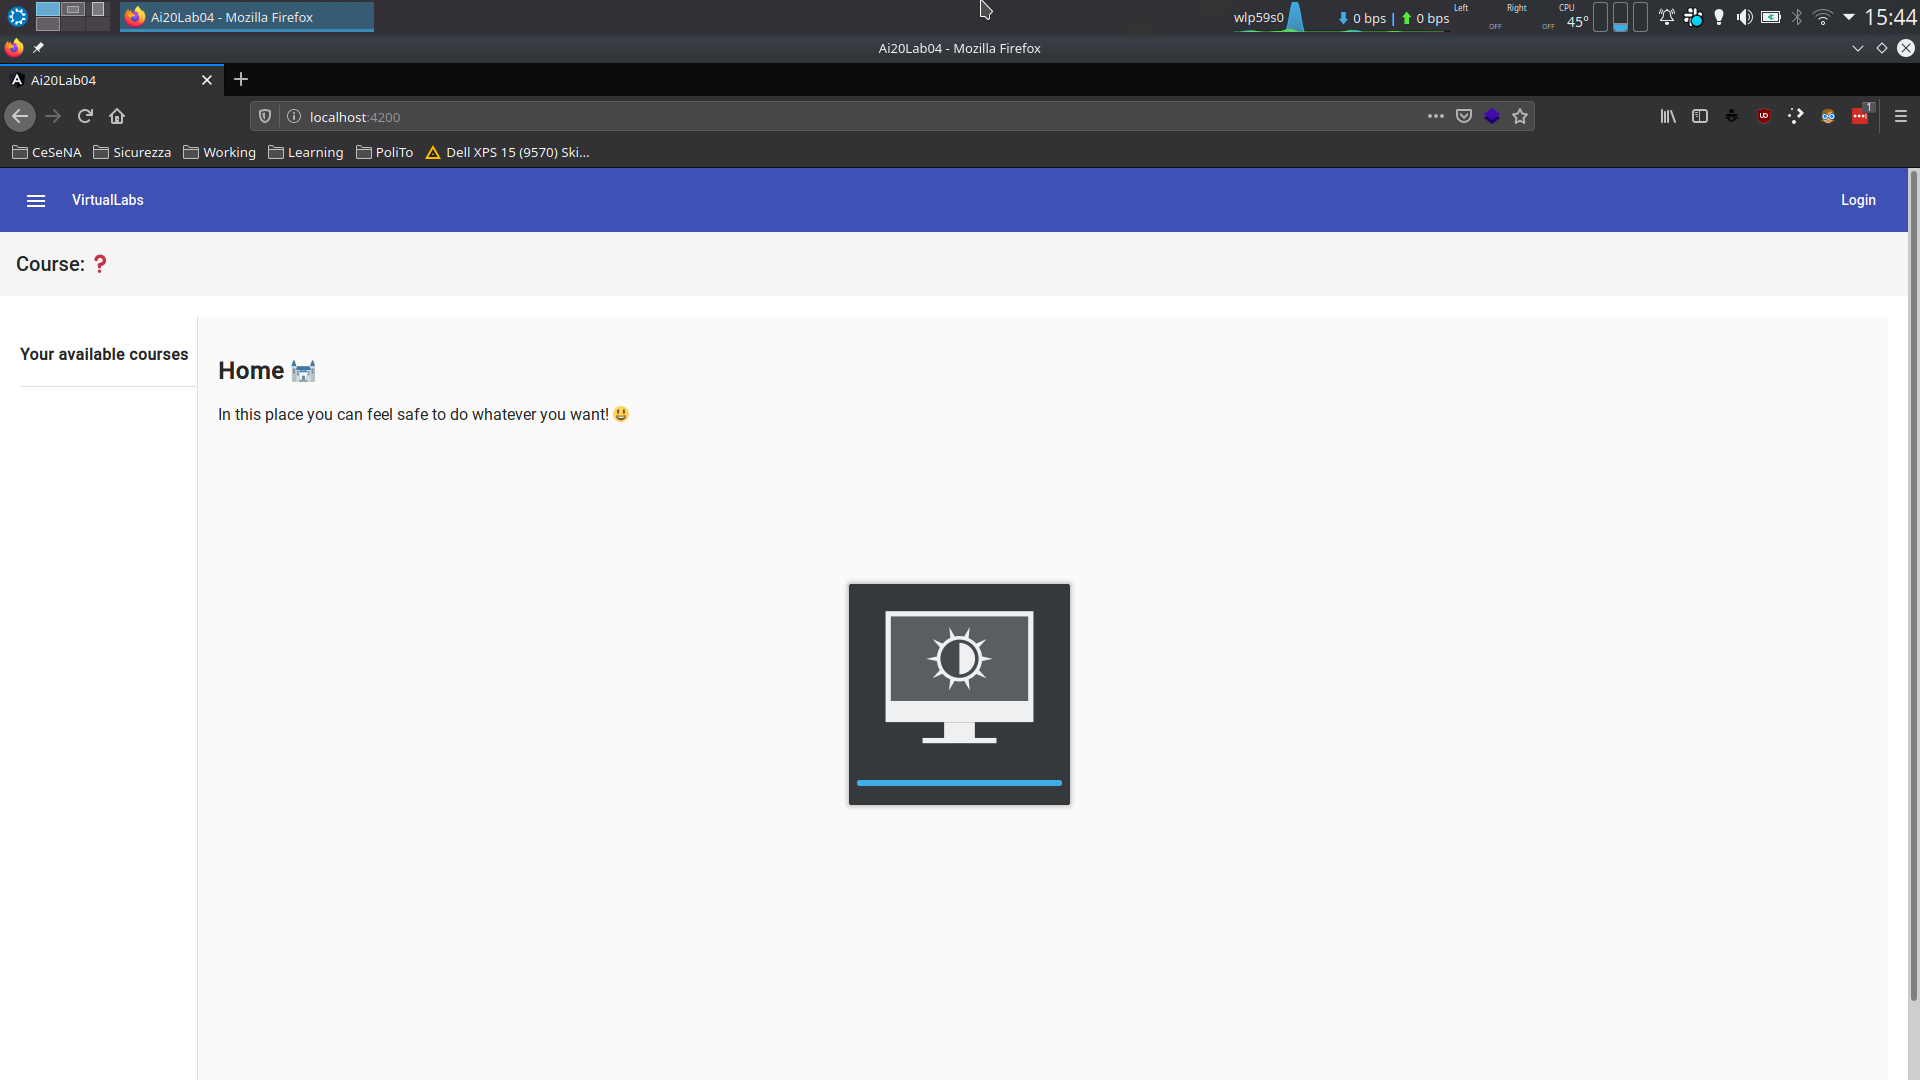 Ai20Lab04 - Mozilla Firefox
wlp59s0
0 bps | 0 bps
Left
OFF
Right
OFF
CPU
45°
15:44
Ai20Lab04 - Mozilla Firefox
Ai20Lab04
localhost:4200
1
CeSeNA
Sicurezza
Working
Learning
PoliTo
Dell XPS 15 (9570) Ski...
VirtualLabs
Login
Course: ❓
Your available courses
Home 🏰
In this place you can feel safe to do whatever you want! 😃